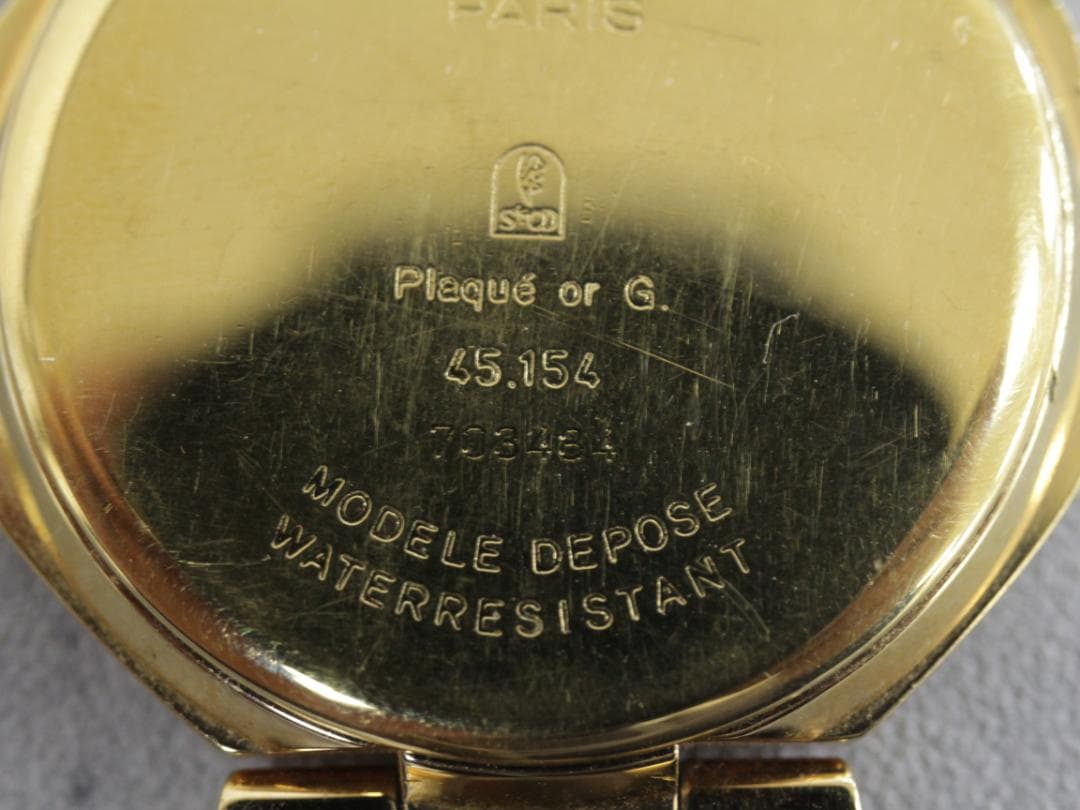 PARIS
Plaqué or G.
45.154
703484
MODELE DEPOSE
WATERRESISTANT